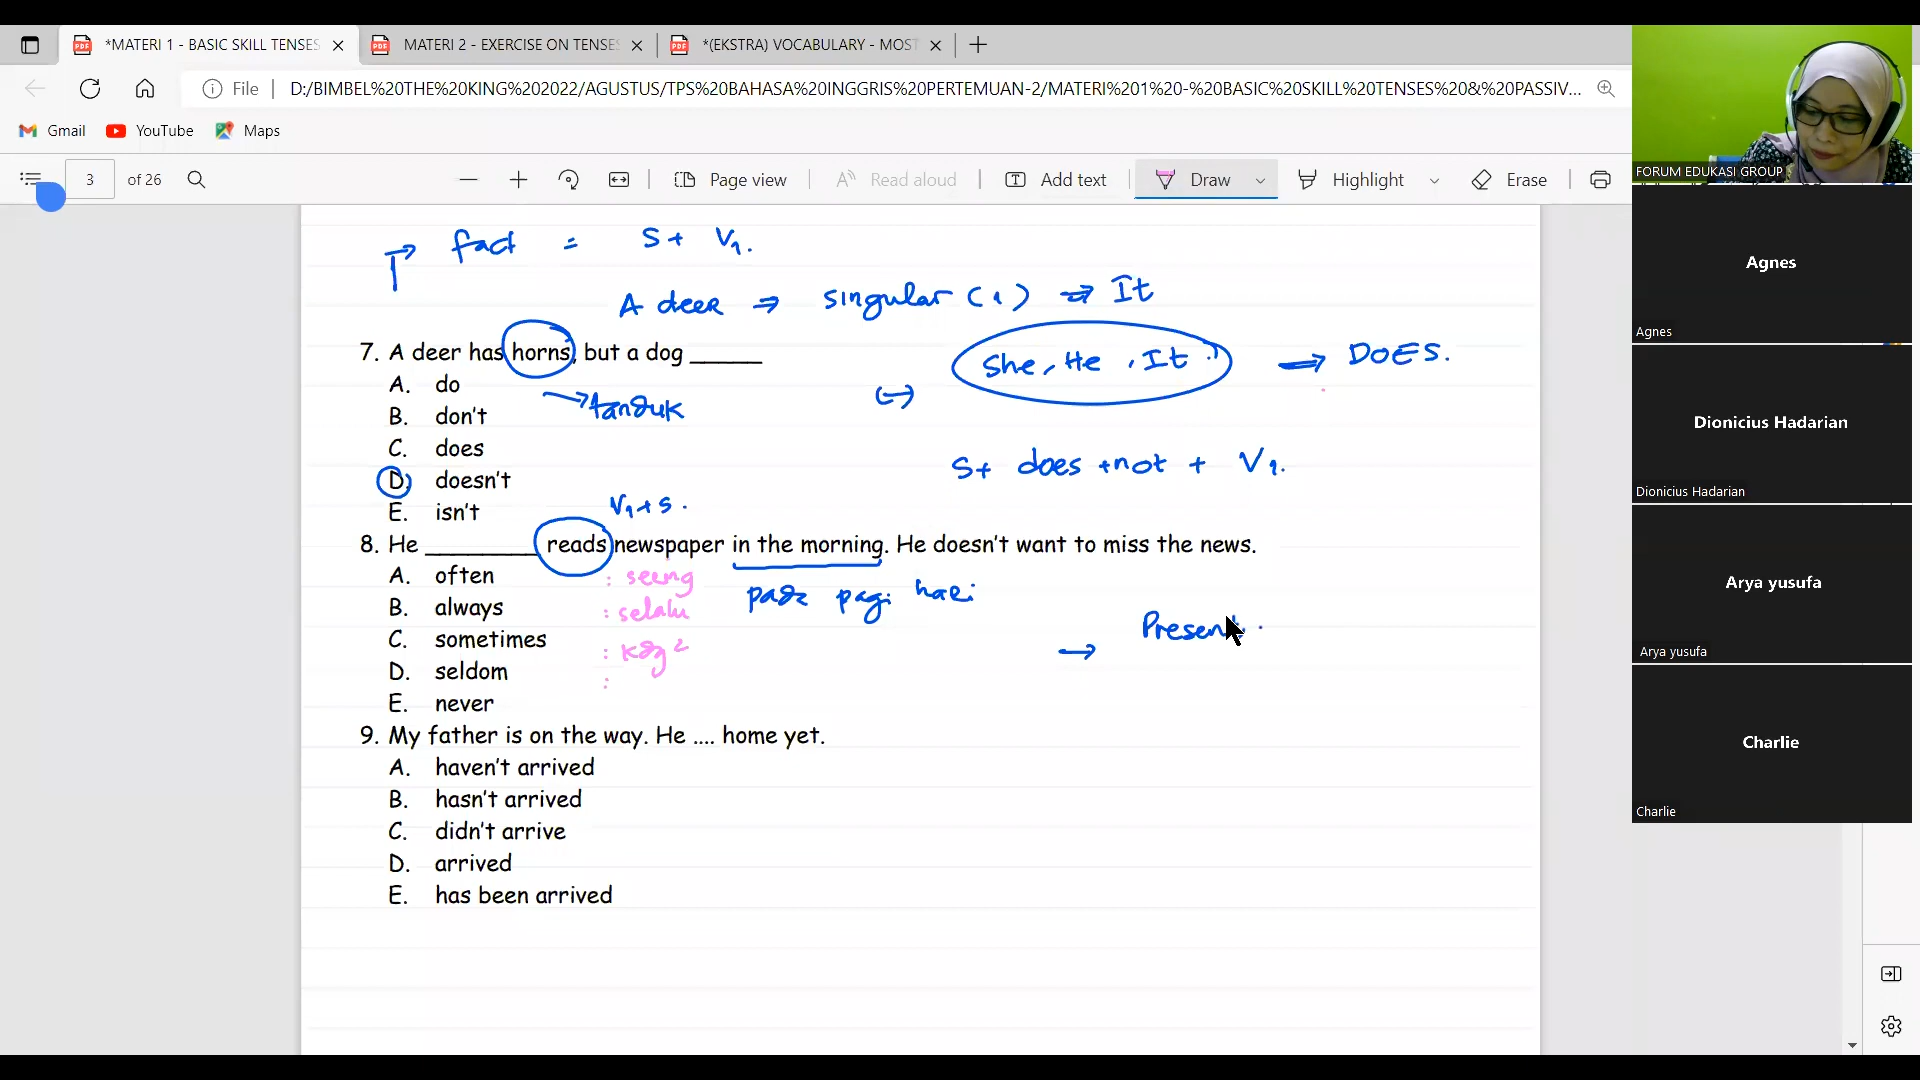 *MATERI 1 - BASIC SKILL TENSES
MATERI 2 - EXERCISE ON TENSES
*(EKSTRA) VOCABULARY - MOST
File
D:/BIMBEL%20THE%20KING%202022/AGUSTUS/TPS%20BAHASA%20INGGRIS%20PERTEMUAN-2/MATERI%201%20-%20BASIC%20SKILL%20TENSES%20&%20PASSIV...
Gmail YouTube Maps
3 of 26 Page view Read aloud Add text Draw Highlight Erase
fact = S+ V1.
A deer ⇒ singular (1) ⇒ It
7. A deer has horns, but a dog ______
She, He, It. → DOES.
A. do
→ tanduk
B. don't
C. does
S+ does +not + V1.
D. doesn't
E. isn't
V1+s.
8. He _________ reads newspaper in the morning. He doesn't want to miss the news.
A. often : sering
pada pagi hari
B. always : selalu
→ Present.
C. sometimes : kdg2
D. seldom :
E. never
9. My father is on the way. He .... home yet.
A. haven't arrived
B. hasn't arrived
C. didn't arrive
D. arrived
E. has been arrived
FORUM EDUKASI GROUP
Agnes
Agnes
Dionicius Hadarian
Dionicius Hadarian
Arya yusufa
Arya yusufa
Charlie
Charlie